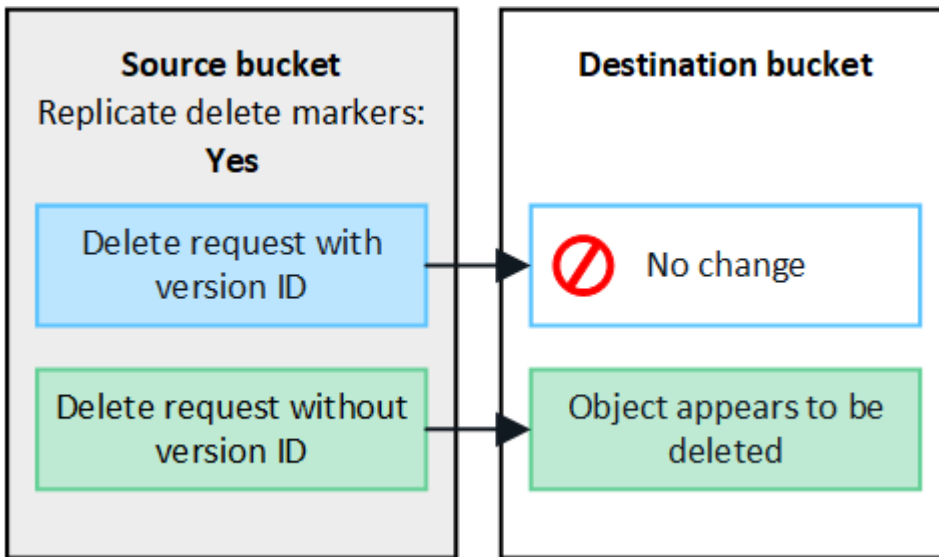 Source bucket
Replicate delete markers:
Yes
Delete request with
version ID
Delete request without
version ID
Destination bucket
No change
Object appears to be
deleted